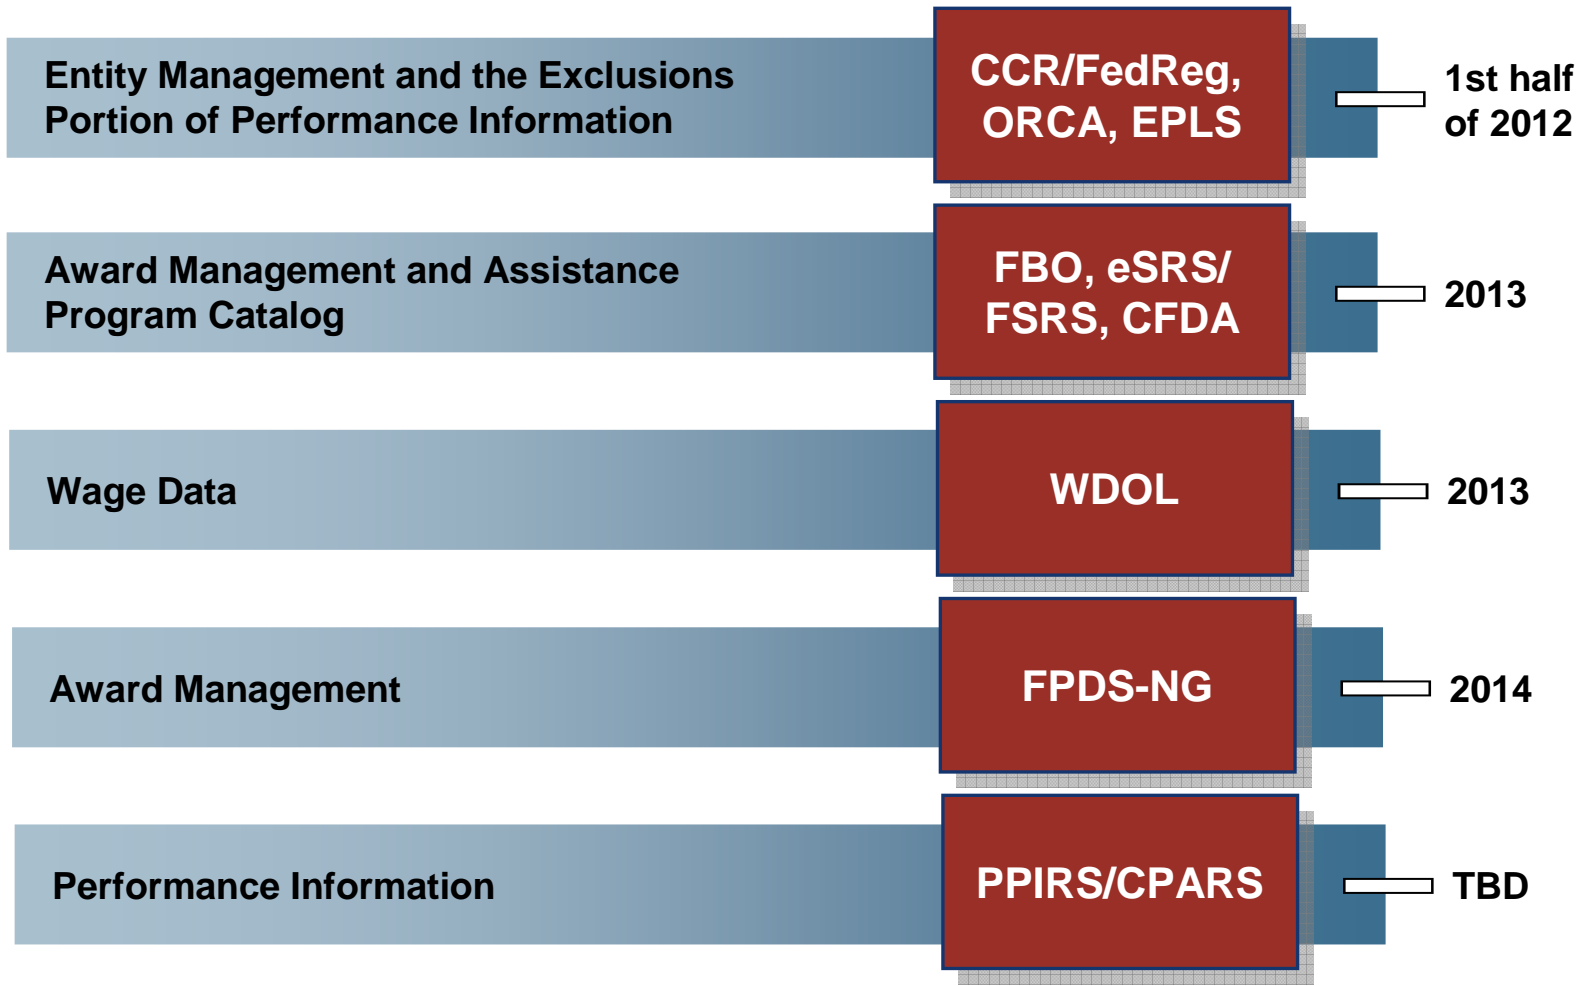 Entity Management and the Exclusions
Portion of Performance Information
CCR/FedReg,
ORCA, EPLS
1st half
of 2012
Award Management and Assistance
Program Catalog
FBO, eSRS/
FSRS, CFDA
2013
Wage Data
WDOL
2013
Award Management
FPDS-NG
2014
Performance Information
PPIRS/CPARS
TBD